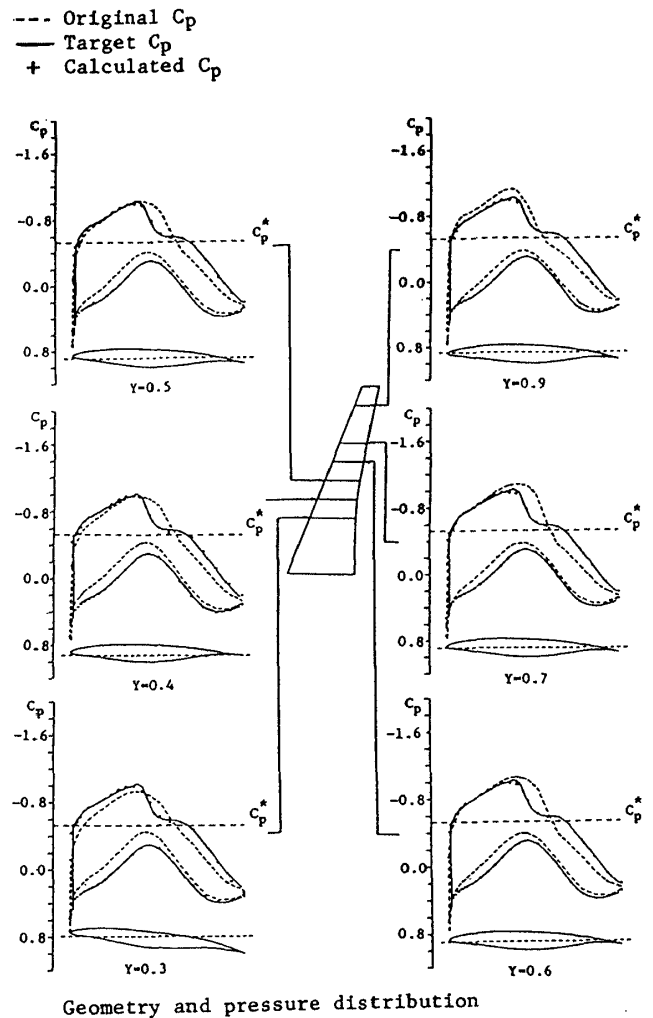 --- Original Cp
— Target Cp
+ Calculated Cp
Cp
-1.6
-0.8
0.0
0.8
Cp*
Y=0.5
Cp
-1.6
-0.8
0.0
0.8
Cp*
Y=0.9
Cp
-1.6
-0.8
0.0
0.8
Cp*
Y=0.4
Cp
-1.6
-0.8
0.0
0.8
Cp*
Y=0.7
Cp
-1.6
-0.8
0.0
0.8
Cp*
Y=0.3
Cp
-1.6
-0.8
0.0
0.8
Cp*
Y=0.6
Geometry and pressure distribution